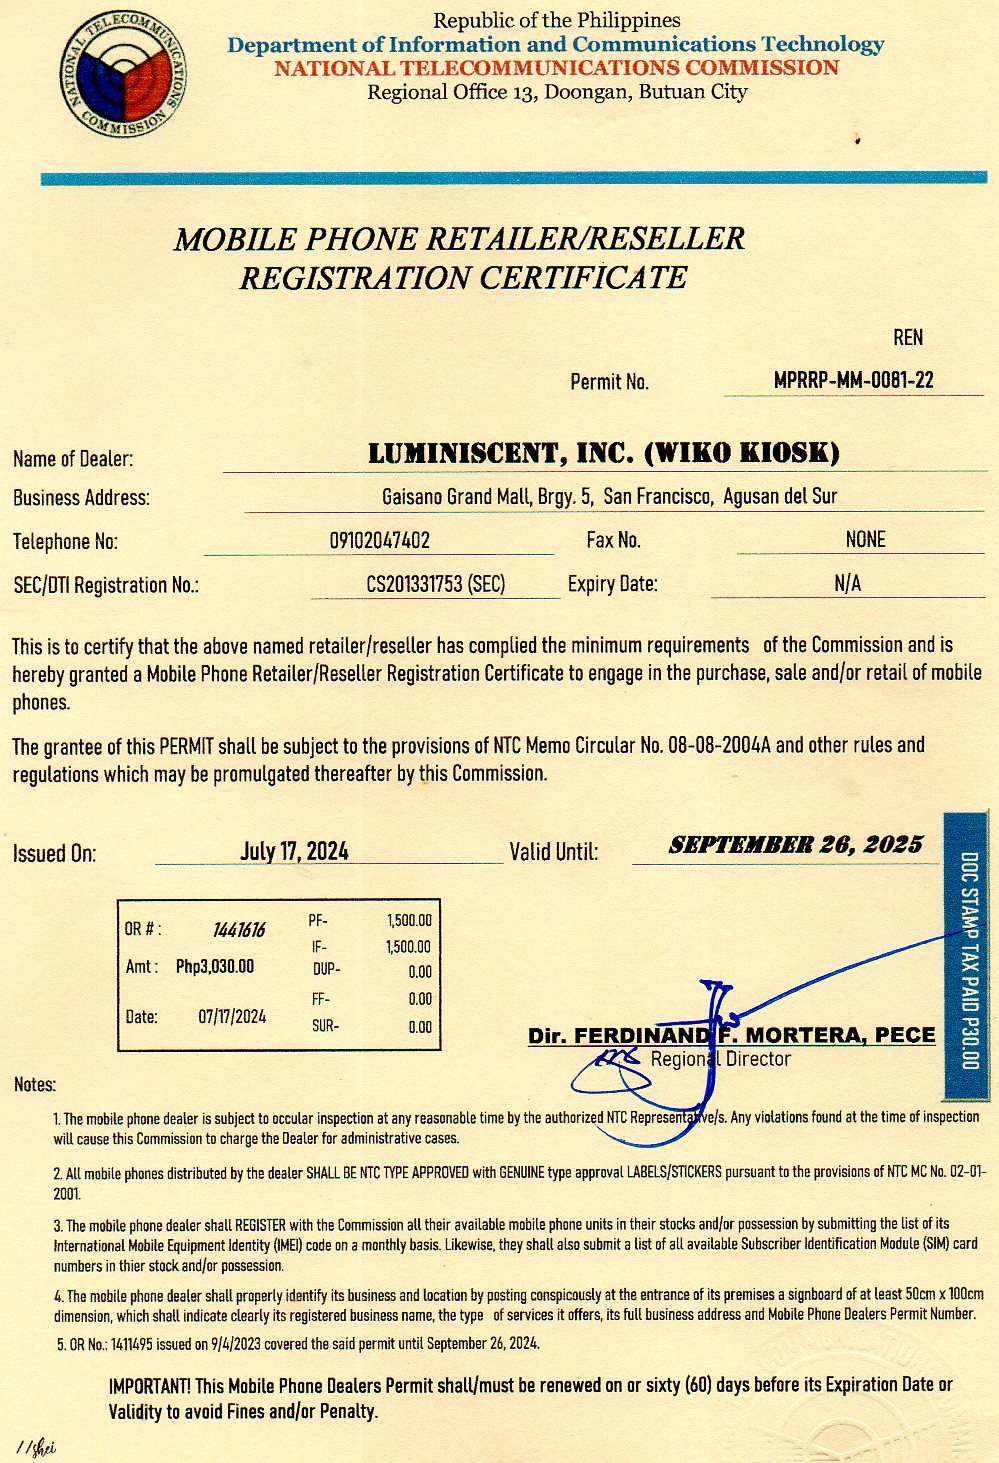 NATIONAL TELECOMMUNICATIONS COMMISSION
Republic of the Philippines
Department of Information and Communications Technology
NATIONAL TELECOMMUNICATIONS COMMISSION
Regional Office 13, Doongan, Butuan City
MOBILE PHONE RETAILER/RESELLER
REGISTRATION CERTIFICATE
REN
Permit No. MPRRP-MM-0081-22
Name of Dealer: LUMINISCENT, INC. (WIKO KIOSK)
Business Address: Gaisano Grand Mall, Brgy. 5, San Francisco, Agusan del Sur
Telephone No: 09102047402 Fax No. NONE
SEC/DTI Registration No.: CS201331753 (SEC) Expiry Date: N/A
This is to certify that the above named retailer/reseller has complied the minimum requirements of the Commission and is
hereby granted a Mobile Phone Retailer/Reseller Registration Certificate to engage in the purchase, sale and/or retail of mobile
phones.
The grantee of this PERMIT shall be subject to the provisions of NTC Memo Circular No. 08-08-2004A and other rules and
regulations which may be promulgated thereafter by this Commission.
Issued On: July 17, 2024 Valid Until: SEPTEMBER 26, 2025
OR # : 1441616 PF- 1,500.00
IF- 1,500.00
Amt : Php3,030.00 DUP- 0.00
FF- 0.00
Date: 07/17/2024 SUR- 0.00
DOC STAMP TAX PAID P30.00
Dir. FERDINAND F. MORTERA, PECE
Regional Director
Notes:
1. The mobile phone dealer is subject to occular inspection at any reasonable time by the authorized NTC Representative/s. Any violations found at the time of inspection
will cause this Commission to charge the Dealer for administrative cases.
2. All mobile phones distributed by the dealer SHALL BE NTC TYPE APPROVED with GENUINE type approval LABELS/STICKERS pursuant to the provisions of NTC MC No. 02-01-
2001.
3. The mobile phone dealer shall REGISTER with the Commission all their available mobile phone units in their stocks and/or possession by submitting the list of its
International Mobile Equipment Identity (IMEI) code on a monthly basis. Likewise, they shall also submit a list of all available Subscriber Identification Module (SIM) card
numbers in thier stock and/or possession.
4. The mobile phone dealer shall properly identify its business and location by posting conspicously at the entrance of its premises a signboard of at least 50cm x 100cm
dimension, which shall indicate clearly its registered business name, the type of services it offers, its full business address and Mobile Phone Dealers Permit Number.
5. OR No.: 1411495 issued on 9/4/2023 covered the said permit until September 26, 2024.
IMPORTANT! This Mobile Phone Dealers Permit shall/must be renewed on or sixty (60) days before its Expiration Date or
Validity to avoid Fines and/or Penalty.
//shei